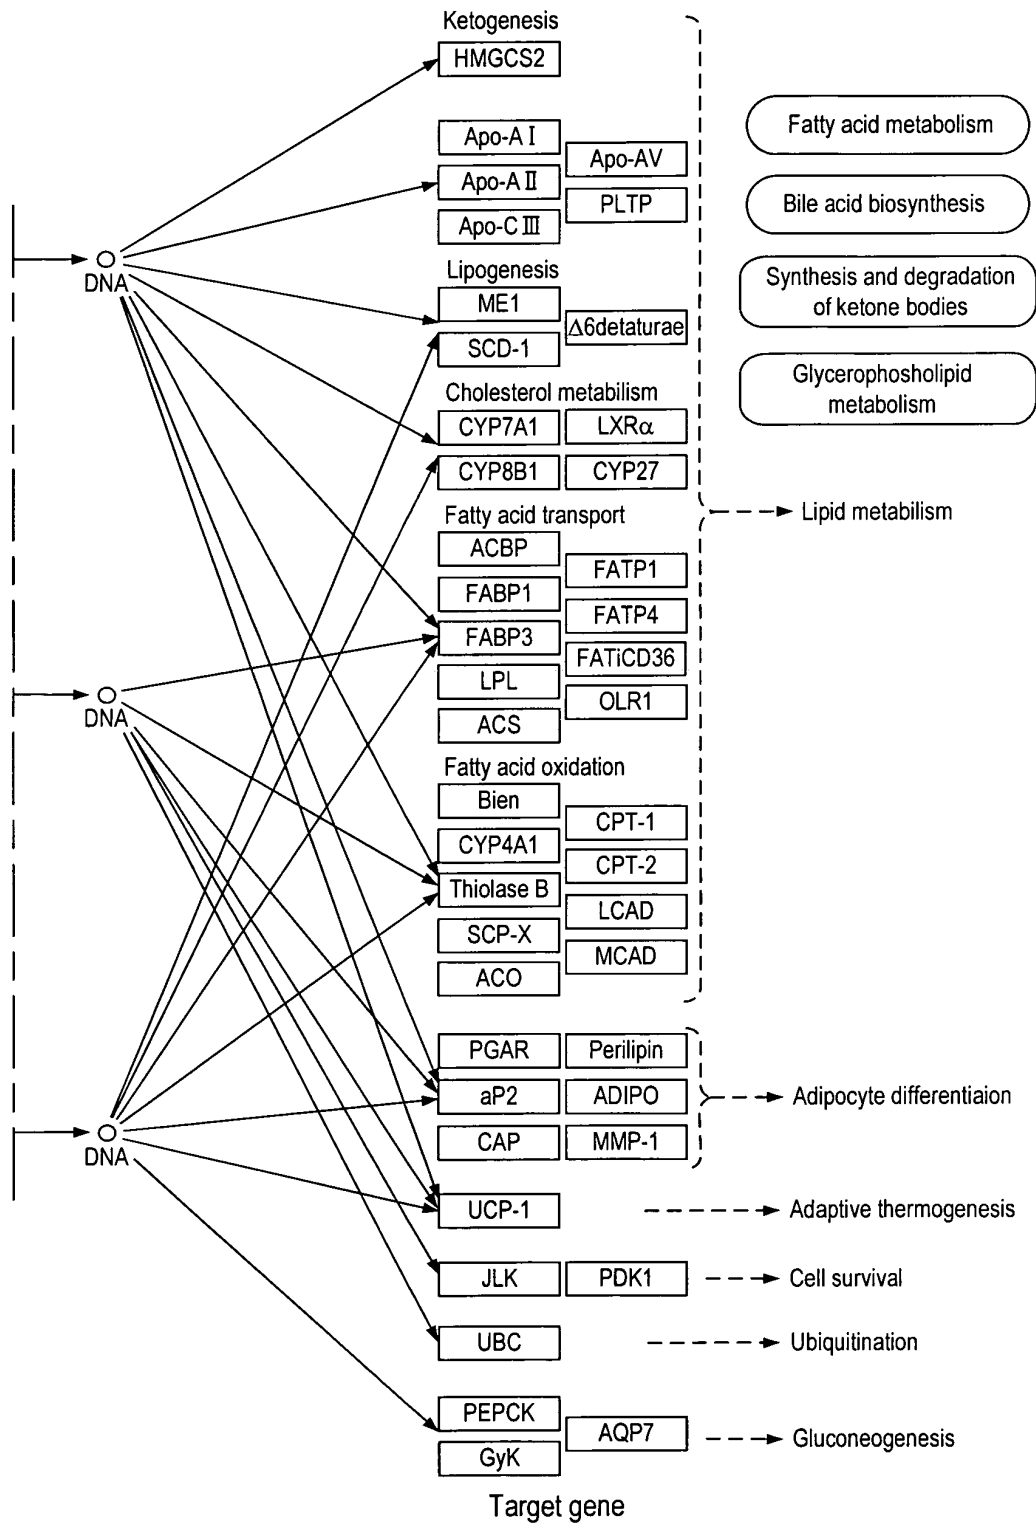 Ketogenesis
HMGCS2
Apo-A I
Apo-AV
Apo-A II
PLTP
Apo-C III
DNA
Lipogenesis
ME1
Δ6detaturae
SCD-1
Cholesterol metabilism
CYP7A1 LXRα
CYP8B1 CYP27
Fatty acid transport
ACBP
FATP1
FABP1
FATP4
FABP3
FATiCD36
LPL
OLR1
ACS
DNA
Fatty acid oxidation
Bien
CPT-1
CYP4A1
CPT-2
Thiolase B
LCAD
SCP-X
MCAD
ACO
PGAR Perilipin
aP2 ADIPO
CAP MMP-1
DNA
UCP-1
JLK PDK1
UBC
PEPCK
AQP7
GyK
Target gene
Fatty acid metabolism
Bile acid biosynthesis
Synthesis and degradation
of ketone bodies
Glycerophosholipid
metabolism
Lipid metabolism
Adipocyte differentiaion
Adaptive thermogenesis
Cell survival
Ubiquitination
Gluconeogenesis